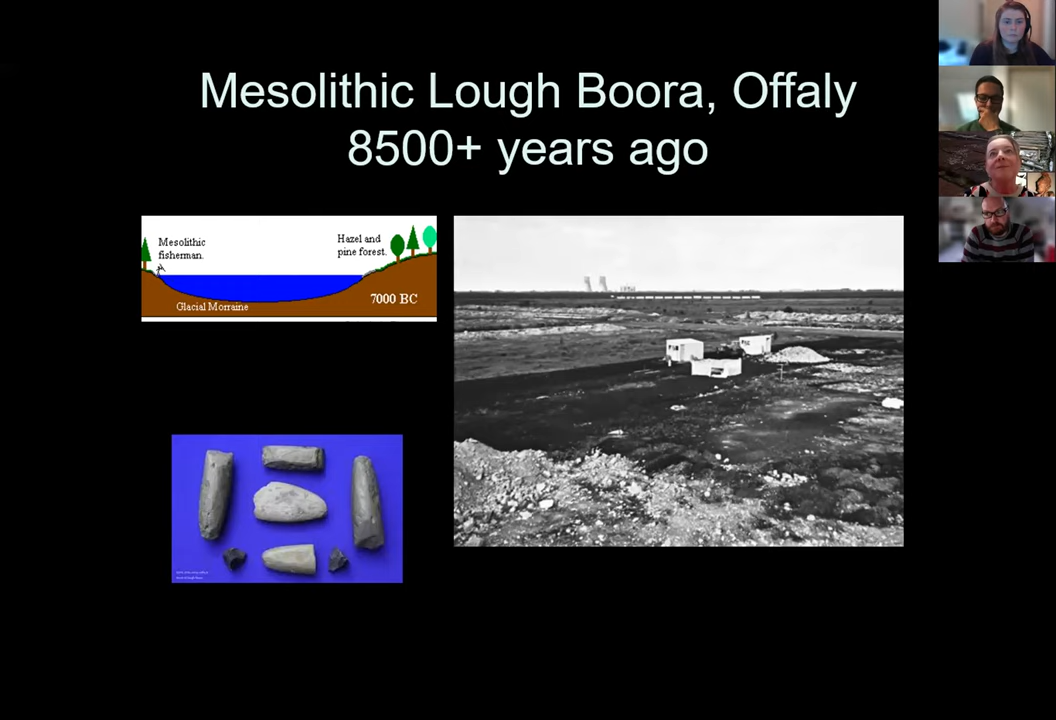 Mesolithic Lough Boora, Offaly
8500+ years ago
Mesolithic
fisherman.
Hazel and
pine forest.
7000 BC
Glacial Morraine